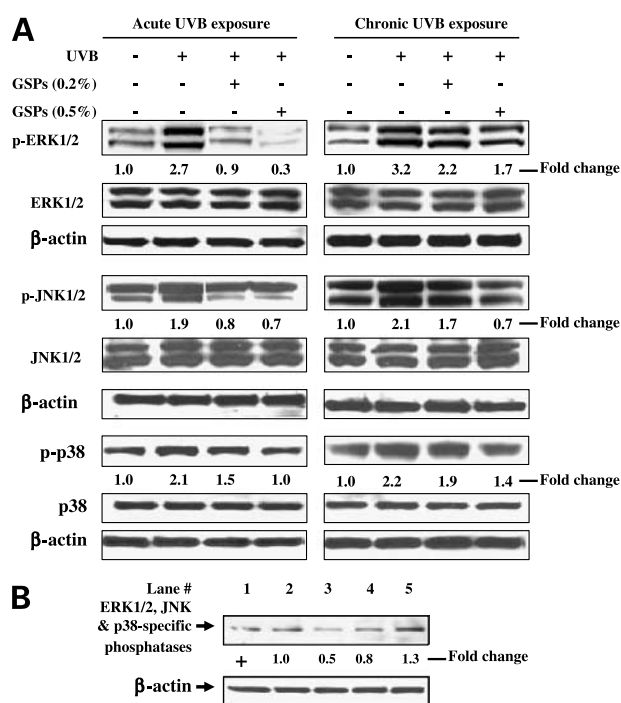 A
Acute UVB exposure Chronic UVB exposure
UVB - + + + - + + +
GSPs (0.2%) - - + - - - + -
GSPs (0.5%) - - - + - - - +
p-ERK1/2
1.0 2.7 0. 9 0.3 1.0 3.2 2.2 1.7 Fold change
ERK1/2
β-actin
p-JNK1/2
1.0 1.9 0.8 0.7 1.0 2.1 1.7 0.7 Fold change
JNK1/2
β-actin
p-p38
1.0 2.1 1.5 1.0 1.0 2.2 1.9 1.4 Fold change
p38
β-actin
B
Lane # 1 2 3 4 5
ERK1/2, JNK
& p38-specific
phosphatases
+ 1.0 0.5 0.8 1.3 Fold change
β-actin